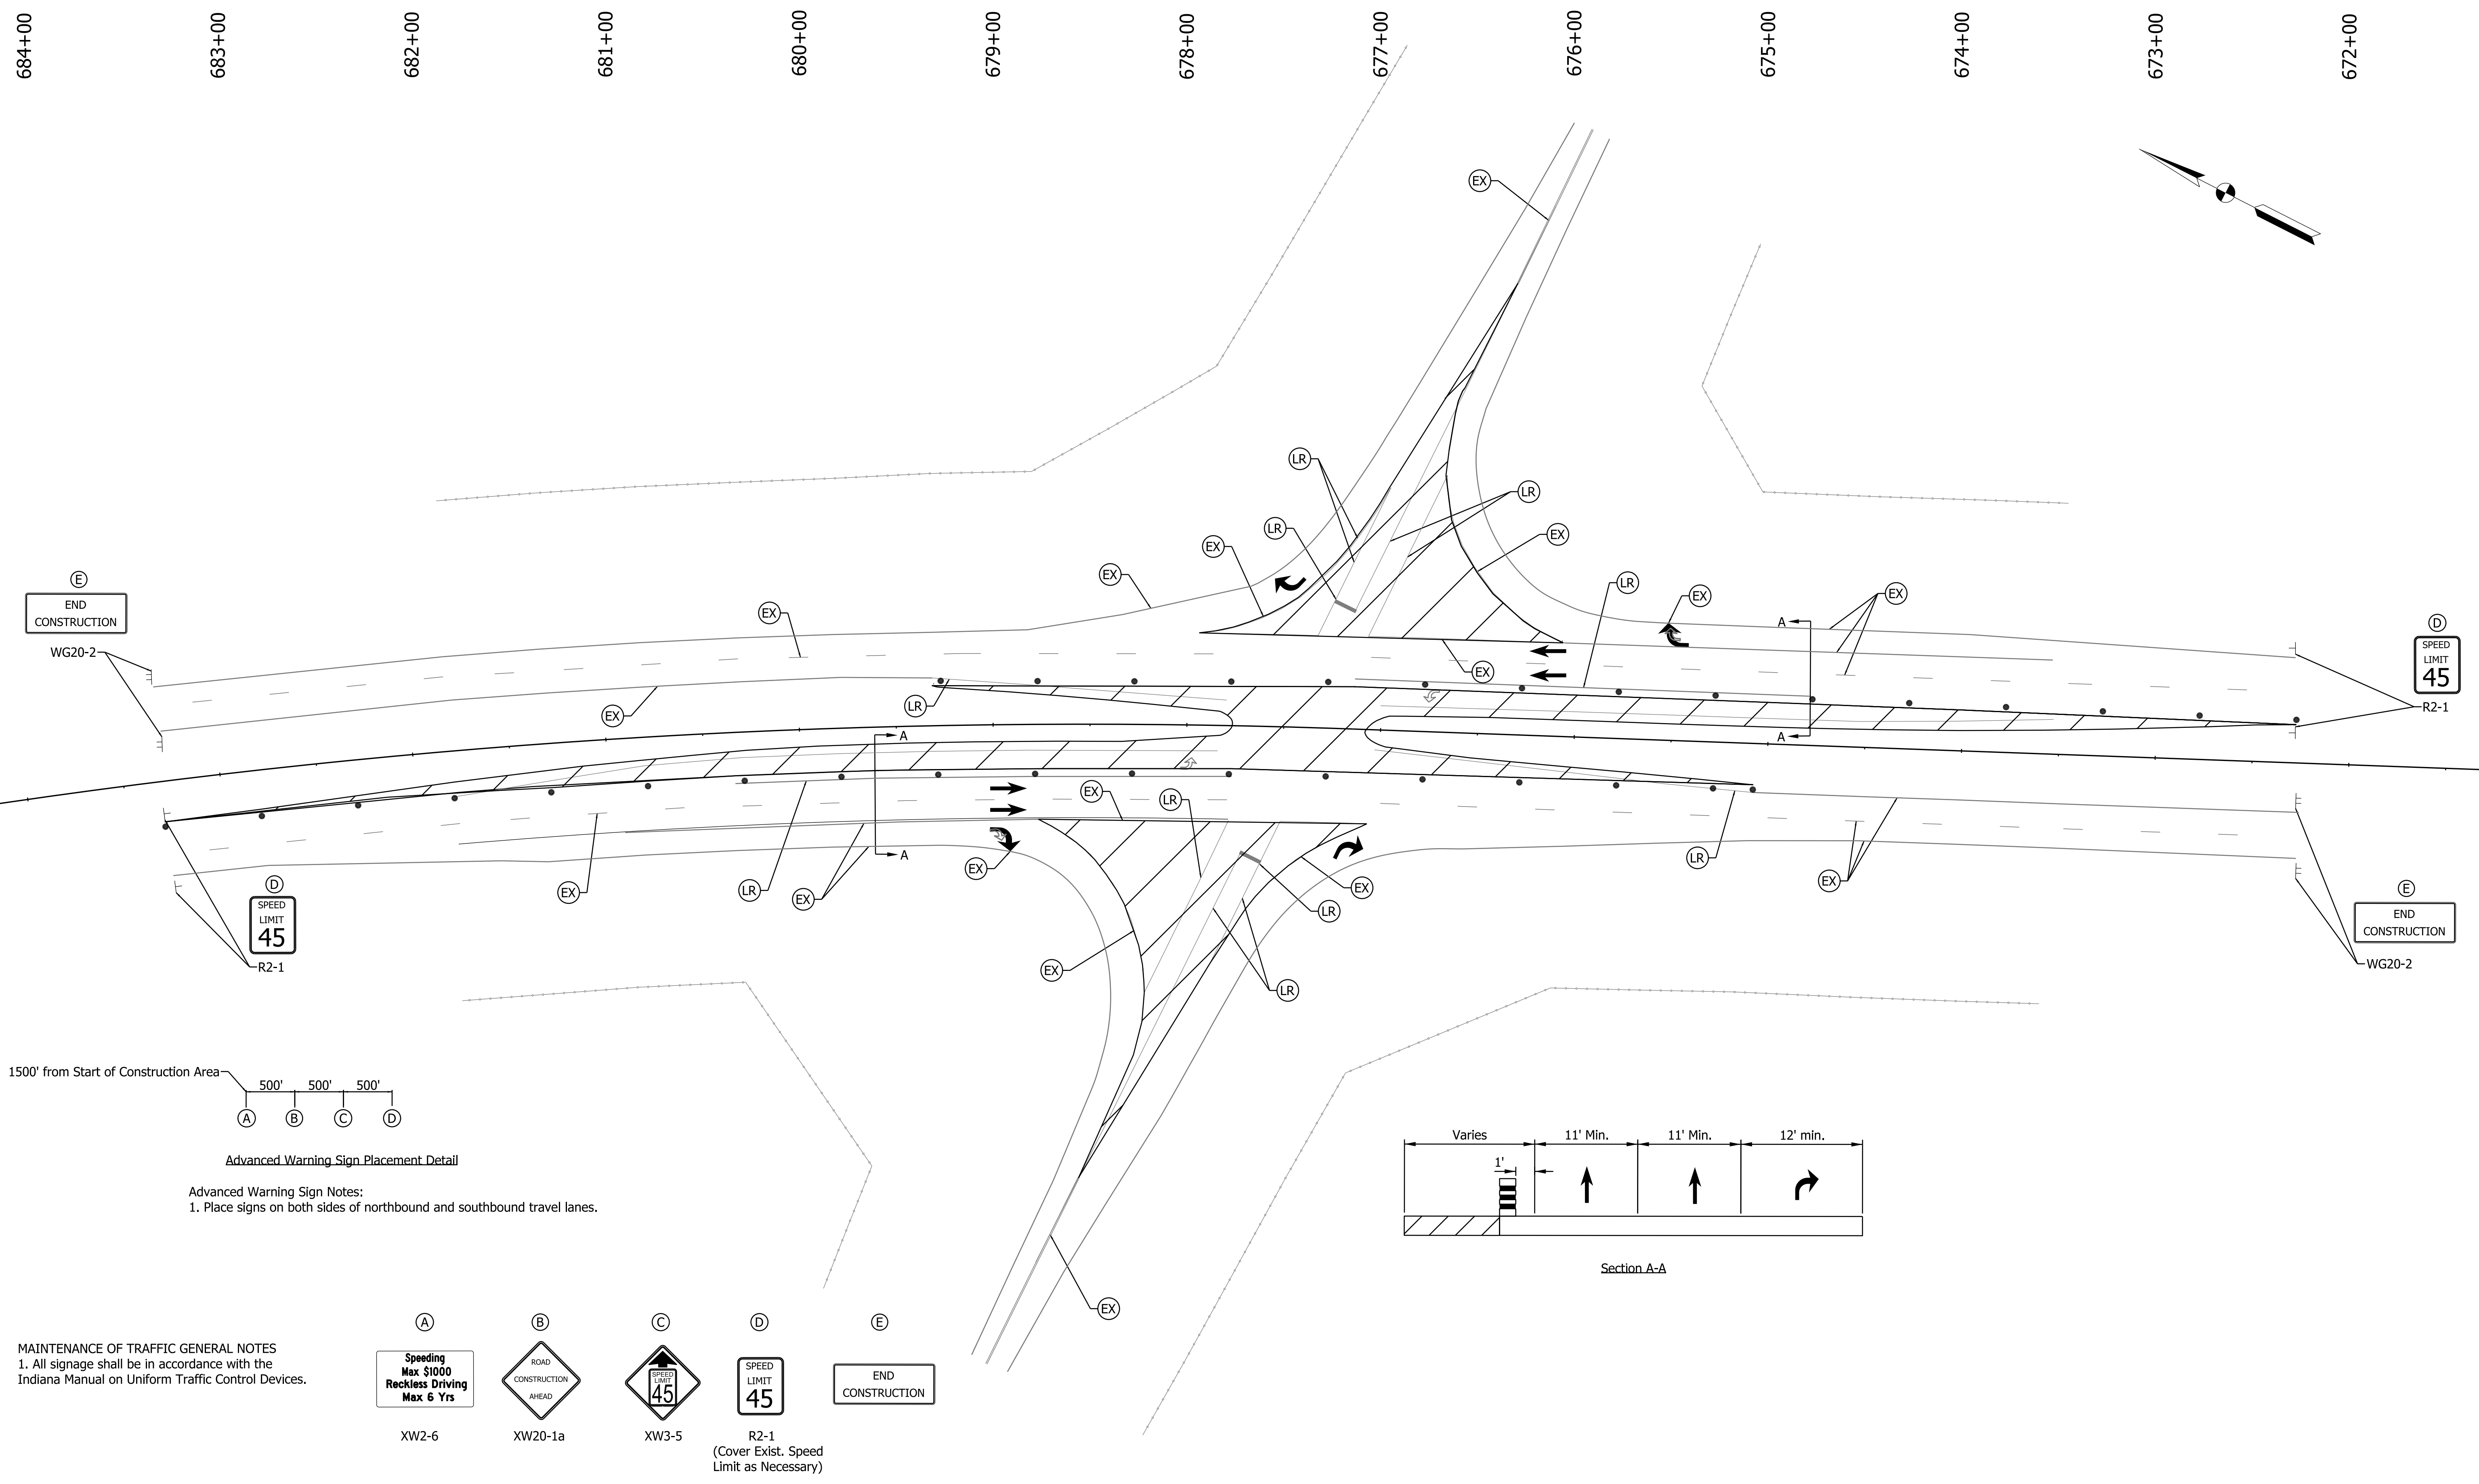 684+00
683+00
682+00
681+00
680+00
679+00
678+00
677+00
676+00
675+00
674+00
673+00
672+00
EX
LR
LR
LR
EX
EX
EX
EX
LR
EX
EX
EX
E
END
CONSTRUCTION
WG20-2
A
D
SPEED
LIMIT
45
R2-1
EX
LR
EX
A
A
A
EX
LR
EX
EX
LR
EX
EX
LR
EX
LR
EX
LR
EX
LR
D
SPEED
LIMIT
45
R2-1
E
END
CONSTRUCTION
WG20-2
EX
1500' from Start of Construction Area
500' 500' 500'
A B C D
Advanced Warning Sign Placement Detail
Advanced Warning Sign Notes:
1. Place signs on both sides of northbound and southbound travel lanes.
Varies 11' Min. 11' Min. 12' min.
1'
Section A-A
MAINTENANCE OF TRAFFIC GENERAL NOTES
1. All signage shall be in accordance with the
Indiana Manual on Uniform Traffic Control Devices.
A
Speeding
Max $1000
Reckless Driving
Max 6 Yrs
XW2-6
B
ROAD
CONSTRUCTION
AHEAD
XW20-1a
C
SPEED
LIMIT
45
XW3-5
D
SPEED
LIMIT
45
R2-1
(Cover Exist. Speed
Limit as Necessary)
E
END
CONSTRUCTION